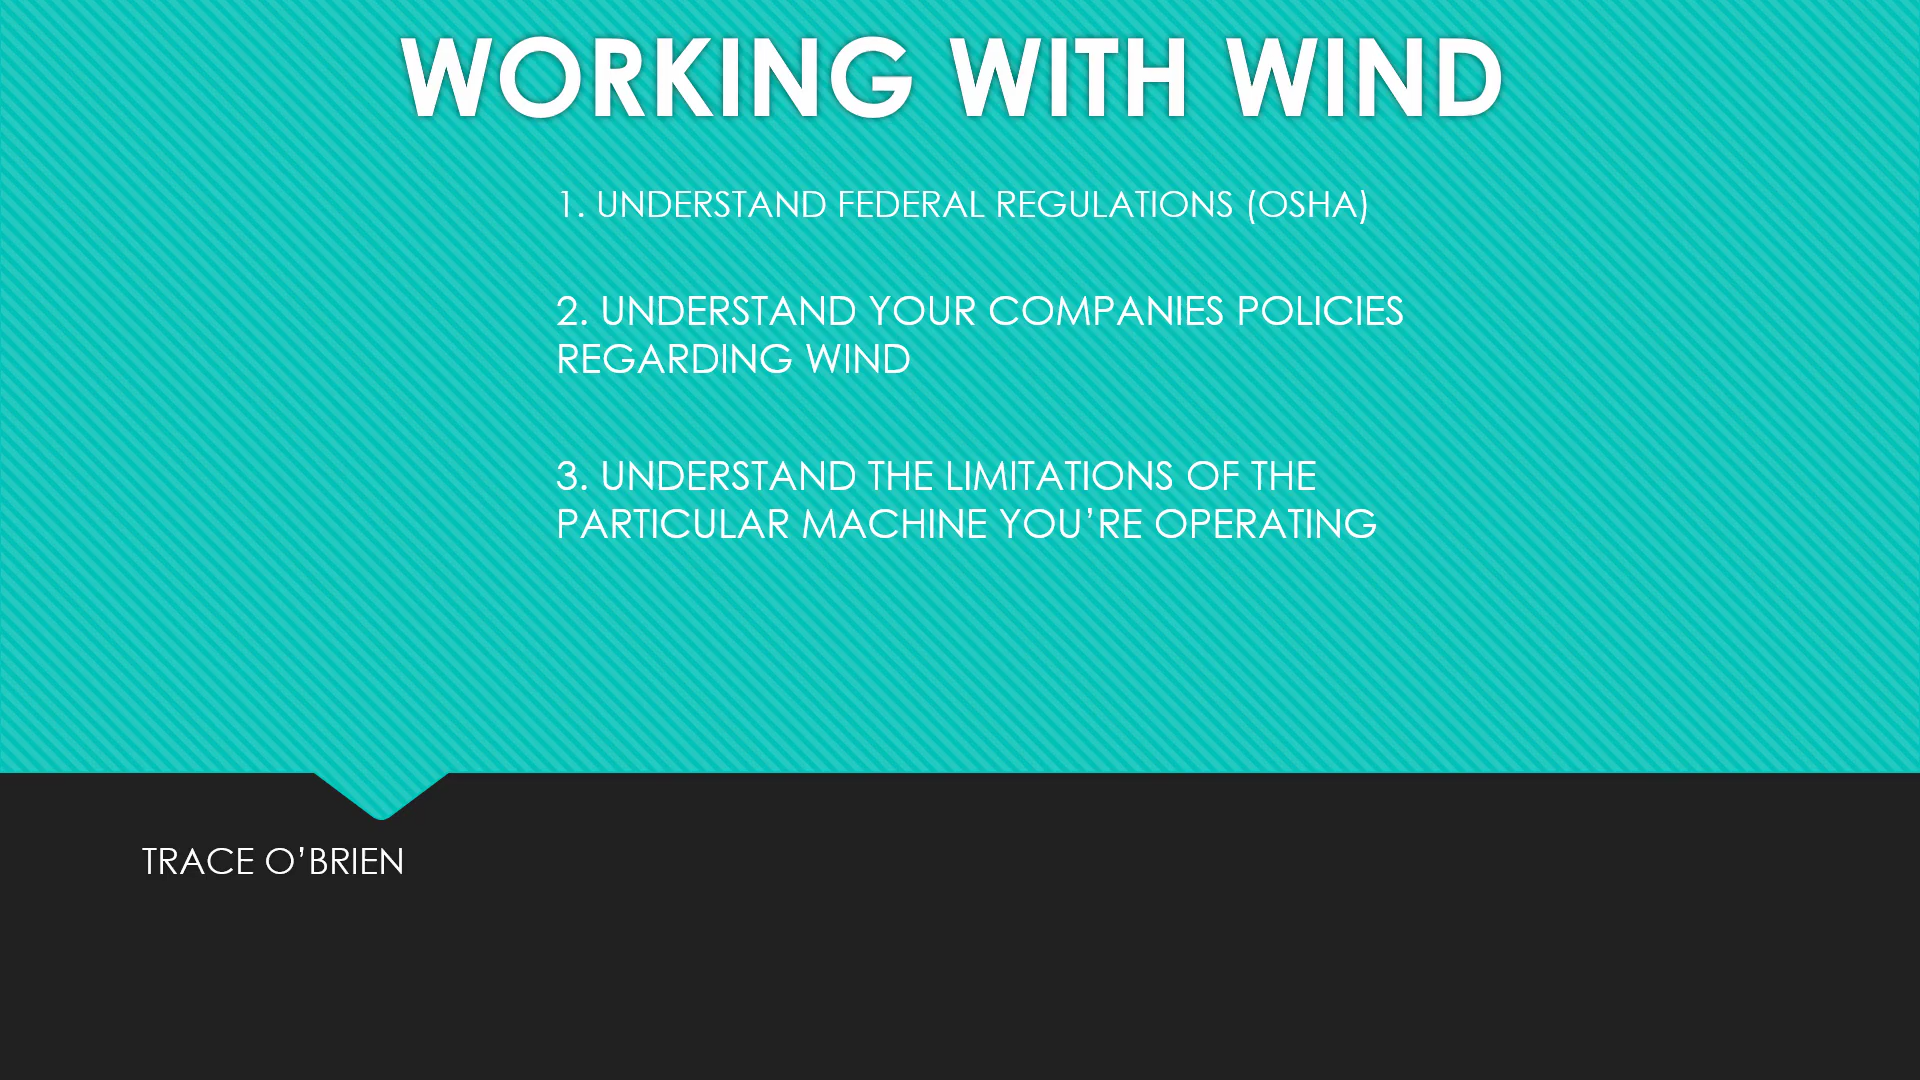 WORKING WITH WIND
1. UNDERSTAND FEDERAL REGULATIONS (OSHA)
2. UNDERSTAND YOUR COMPANIES POLICIES
REGARDING WIND
3. UNDERSTAND THE LIMITATIONS OF THE
PARTICULAR MACHINE YOU’RE OPERATING
TRACE O’BRIEN